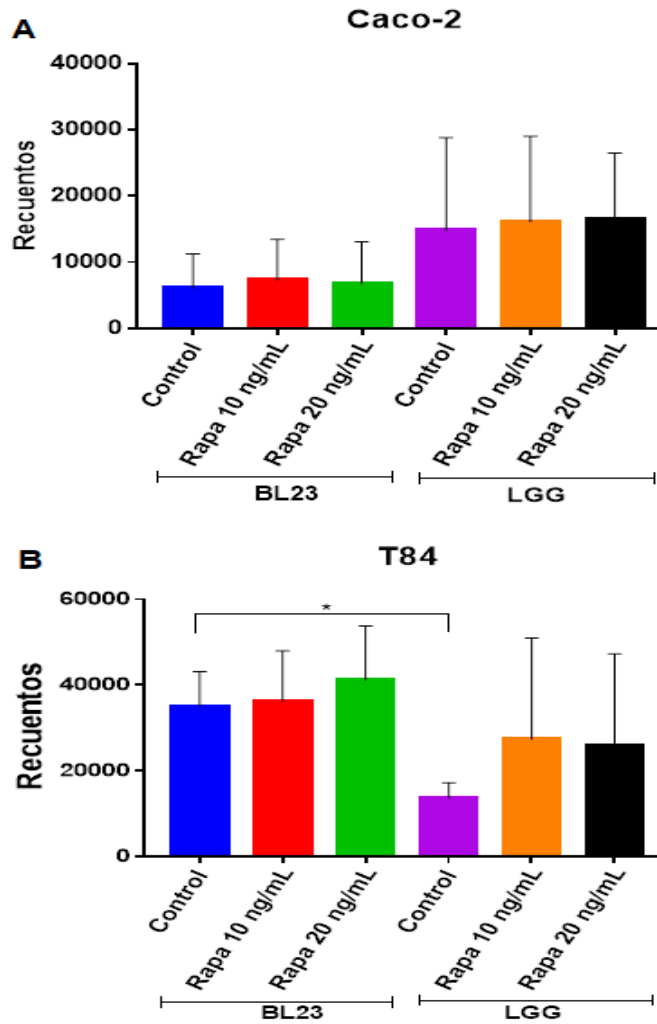 A
Caco-2
Recuentos
40000
30000
20000
10000
0
Control
Rapa 10 ng/mL
Rapa 20 ng/mL
Control
Rapa 10 ng/mL
Rapa 20 ng/mL
BL23
LGG
B
T84
Recuentos
60000
40000
20000
0
*
Control
Rapa 10 ng/mL
Rapa 20 ng/mL
Control
Rapa 10 ng/mL
Rapa 20 ng/mL
BL23
LGG